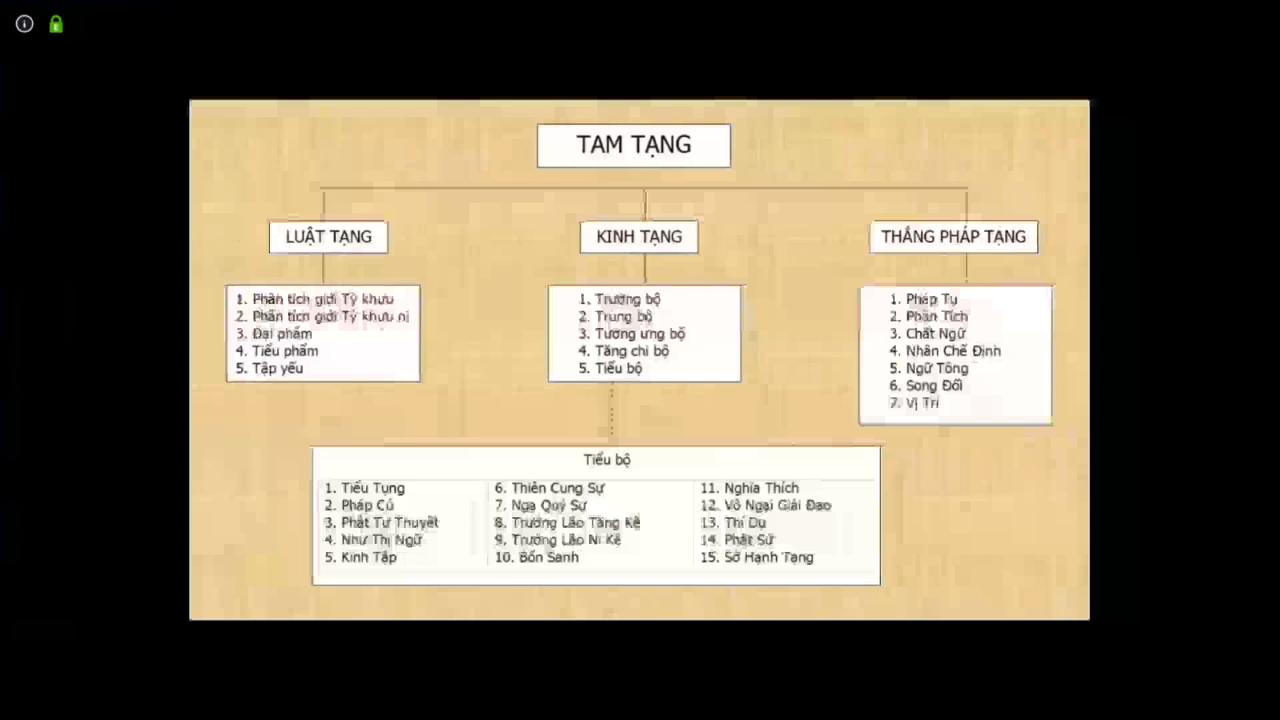 TAM TẠNG
LUẬT TẠNG
KINH TẠNG
THẮNG PHÁP TẠNG
1. Phân tích giới Tỳ khưu
2. Phân tích giới Tỳ khưu ni
3. Đại phẩm
4. Tiểu phẩm
5. Tập yếu
1. Trường bộ
2. Trung bộ
3. Tương ưng bộ
4. Tăng chi bộ
5. Tiểu bộ
1. Pháp Tụ
2. Phân Tích
3. Chất Ngữ
4. Nhân Chế Định
5. Ngữ Tông
6. Song Đối
7. Vị Trí
Tiểu bộ
1. Tiểu Tụng
2. Pháp Cú
3. Phật Tự Thuyết
4. Như Thị Ngữ
5. Kinh Tập
6. Thiên Cung Sự
7. Ngạ Quỷ Sự
8. Trưởng Lão Tăng Kệ
9. Trưởng Lão Ni Kệ
10. Bổn Sanh
11. Nghĩa Thích
12. Vô Ngại Giải Đạo
13. Thí Dụ
14. Phật Sử
15. Sở Hạnh Tạng